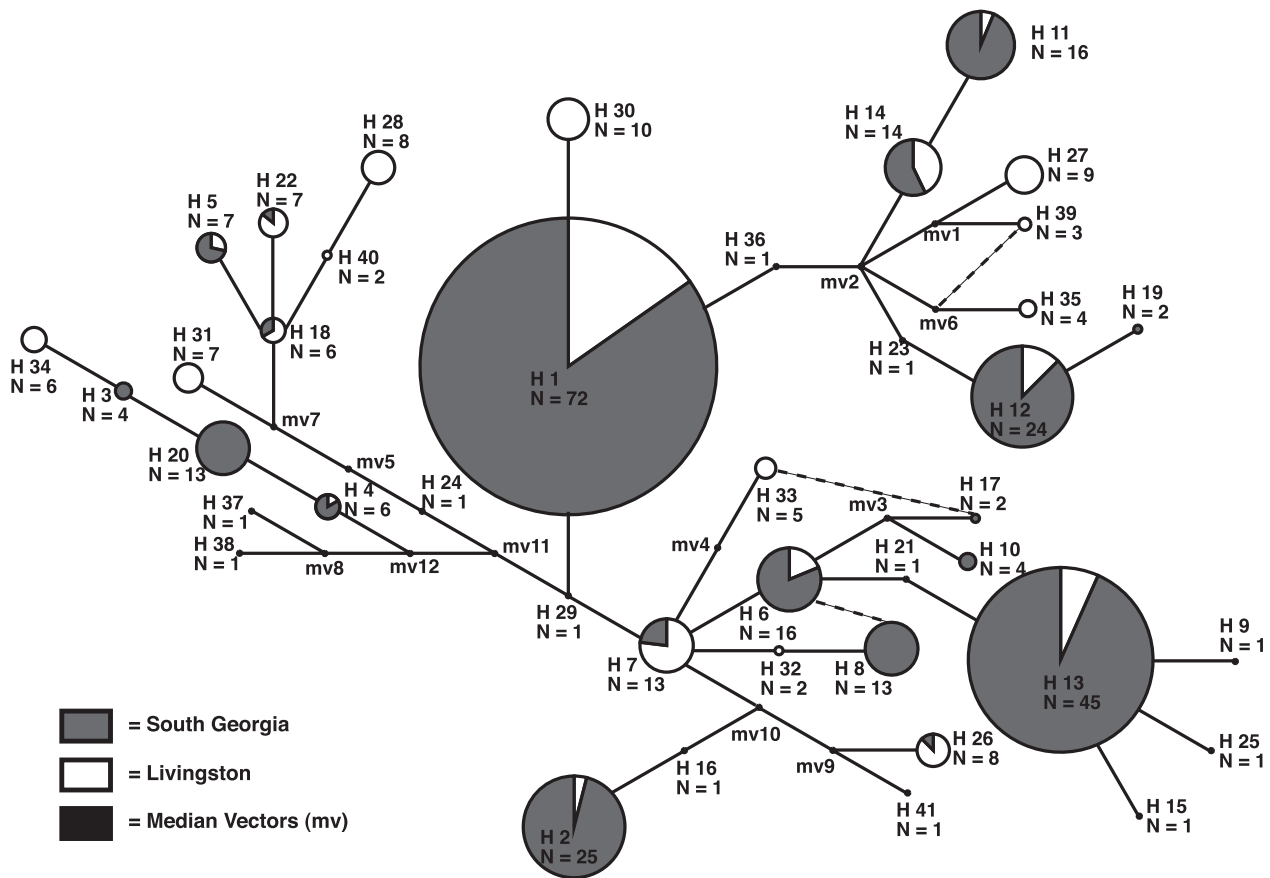 H 11
N = 16
H 14
N = 14
H 30
N = 10
H 28
N = 8
H 27
N = 9
H 22
N = 7
H 5
N = 7
H 39
N = 3
mv1
H 36
N = 1
mv2
H 40
N = 2
H 35
N = 4
mv6
H 19
N = 2
H 18
N = 6
H 31
N = 7
H 23
N = 1
H 34
N = 6
H 3
N = 4
H 1
N = 72
H 12
N = 24
mv7
H 20
N = 13
mv5
H 4
N = 6
H 24
N = 1
H 37
N = 1
H 38
N = 1
mv8
mv12
mv11
H 33
N = 5
mv3
H 17
N = 2
mv4
H 21
N = 1
H 10
N = 4
H 29
N = 1
H 6
N = 16
H 7
N = 13
H 32
N = 2
H 8
N = 13
H 13
N = 45
H 9
N = 1
mv10
H 16
N = 1
mv9
H 26
N = 8
H 25
N = 1
H 41
N = 1
H 15
N = 1
H 2
N = 25
= South Georgia
= Livingston
= Median Vectors (mv)